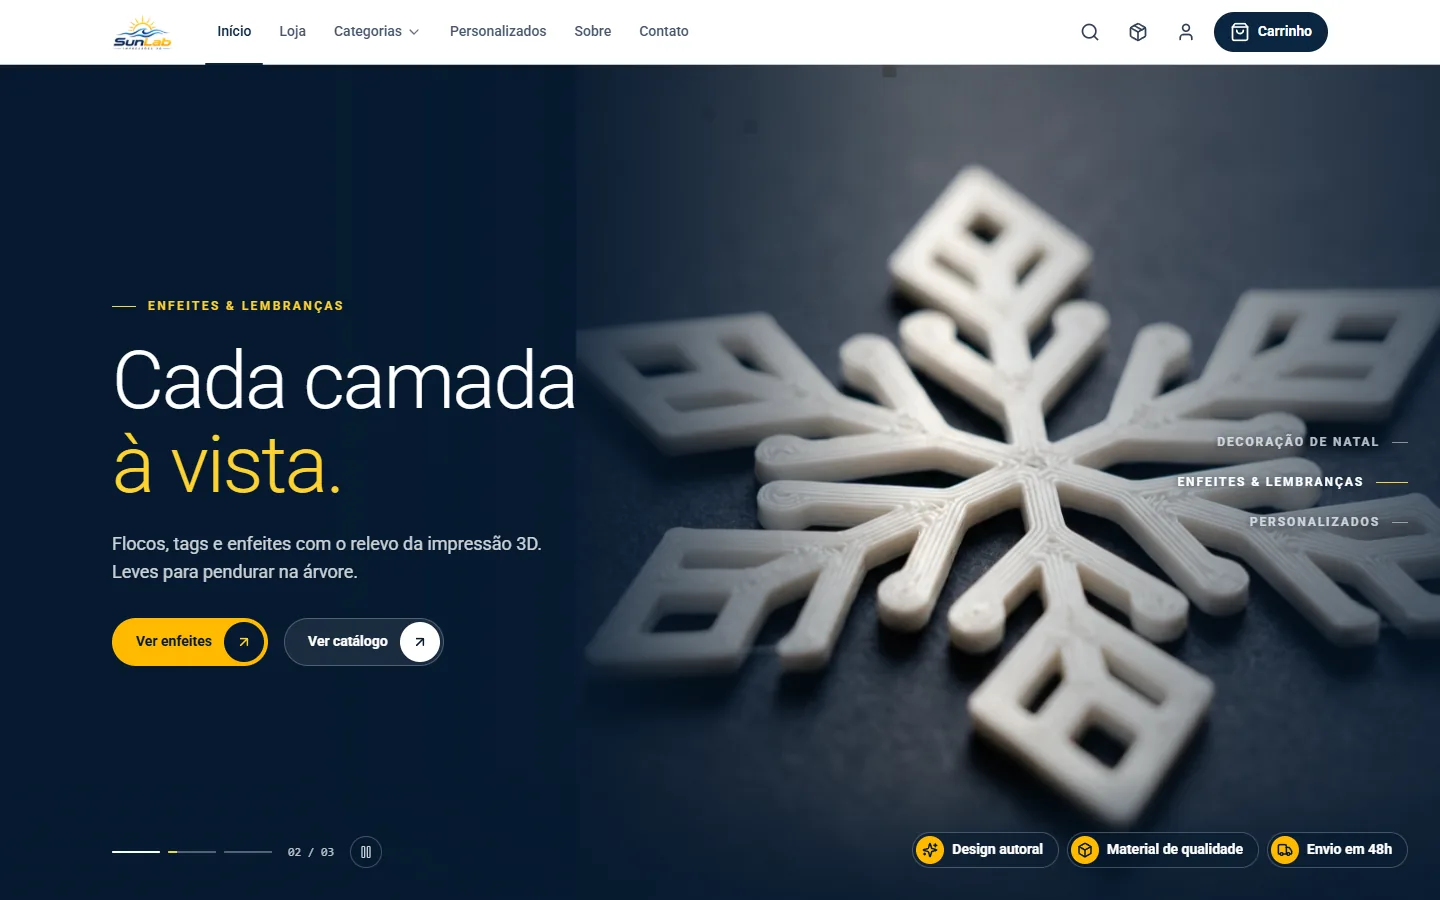 SunLab
IMPRESSÕES 3D
Início
Loja
Categorias
Personalizados
Sobre
Contato
Carrinho
ENFEITES & LEMBRANÇAS
Cada camada
à vista.
Flocos, tags e enfeites com o relevo da impressão 3D.
Leves para pendurar na árvore.
Ver enfeites
Ver catálogo
DECORAÇÃO DE NATAL
ENFEITES & LEMBRANÇAS
PERSONALIZADOS
02 / 03
Design autoral
Material de qualidade
Envio em 48h